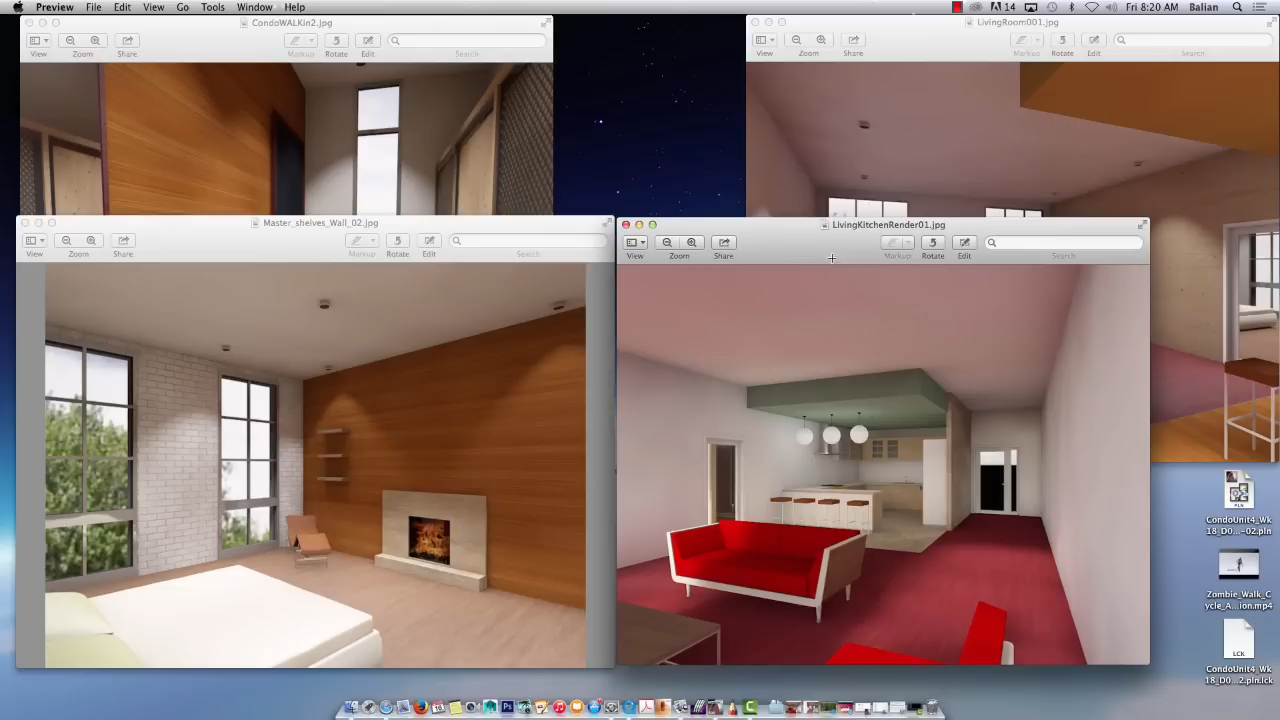 Preview File Edit View Go Tools Window Help
14 Fri 8:20 AM Balian
CondoWALKin2.jpg
View Zoom Share Markup Rotate Edit Search
LivingRoom001.jpg
View Zoom Share Markup Rotate Edit Search
Master_shelves_Wall_02.jpg
View Zoom Share Markup Rotate Edit Search
LivingKitchenRender01.jpg
View Zoom Share Markup Rotate Edit Search
PLN
CondoUnit4_Wk
18_D0...-02.pln
Zombie_Walk_C
ycle_A...ion.mp4
LCK
CondoUnit4_Wk
18_D0...2.pln.lck
Ps